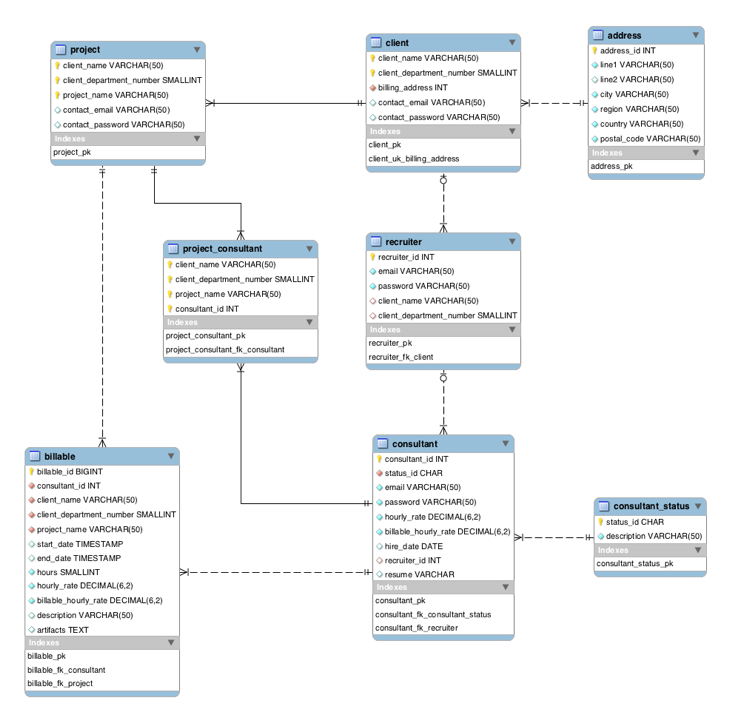 project
client_name VARCHAR(50)
client_department_number SMALLINT
project_name VARCHAR(50)
contact_email VARCHAR(50)
contact_password VARCHAR(50)
Indexes
project_pk
client
client_name VARCHAR(50)
client_department_number SMALLINT
billing_address INT
contact_email VARCHAR(50)
contact_password VARCHAR(50)
Indexes
client_pk
client_uk_billing_address
address
address_id INT
line1 VARCHAR(50)
line2 VARCHAR(50)
city VARCHAR(50)
region VARCHAR(50)
country VARCHAR(50)
postal_code VARCHAR(50)
Indexes
address_pk
project_consultant
client_name VARCHAR(50)
client_department_number SMALLINT
project_name VARCHAR(50)
consultant_id INT
Indexes
project_consultant_pk
project_consultant_fk_consultant
recruiter
recruiter_id INT
email VARCHAR(50)
password VARCHAR(50)
client_name VARCHAR(50)
client_department_number SMALLINT
Indexes
recruiter_pk
recruiter_fk_client
billable
billable_id BIGINT
consultant_id INT
client_name VARCHAR(50)
client_department_number SMALLINT
project_name VARCHAR(50)
start_date TIMESTAMP
end_date TIMESTAMP
hours SMALLINT
hourly_rate DECIMAL(6,2)
billable_hourly_rate DECIMAL(6,2)
description VARCHAR(50)
artifacts TEXT
Indexes
billable_pk
billable_fk_consultant
billable_fk_project
consultant
consultant_id INT
status_id CHAR
email VARCHAR(50)
password VARCHAR(50)
hourly_rate DECIMAL(6,2)
billable_hourly_rate DECIMAL(6,2)
hire_date DATE
recruiter_id INT
resume VARCHAR
Indexes
consultant_pk
consultant_fk_consultant_status
consultant_fk_recruiter
consultant_status
status_id CHAR
description VARCHAR(50)
Indexes
consultant_status_pk